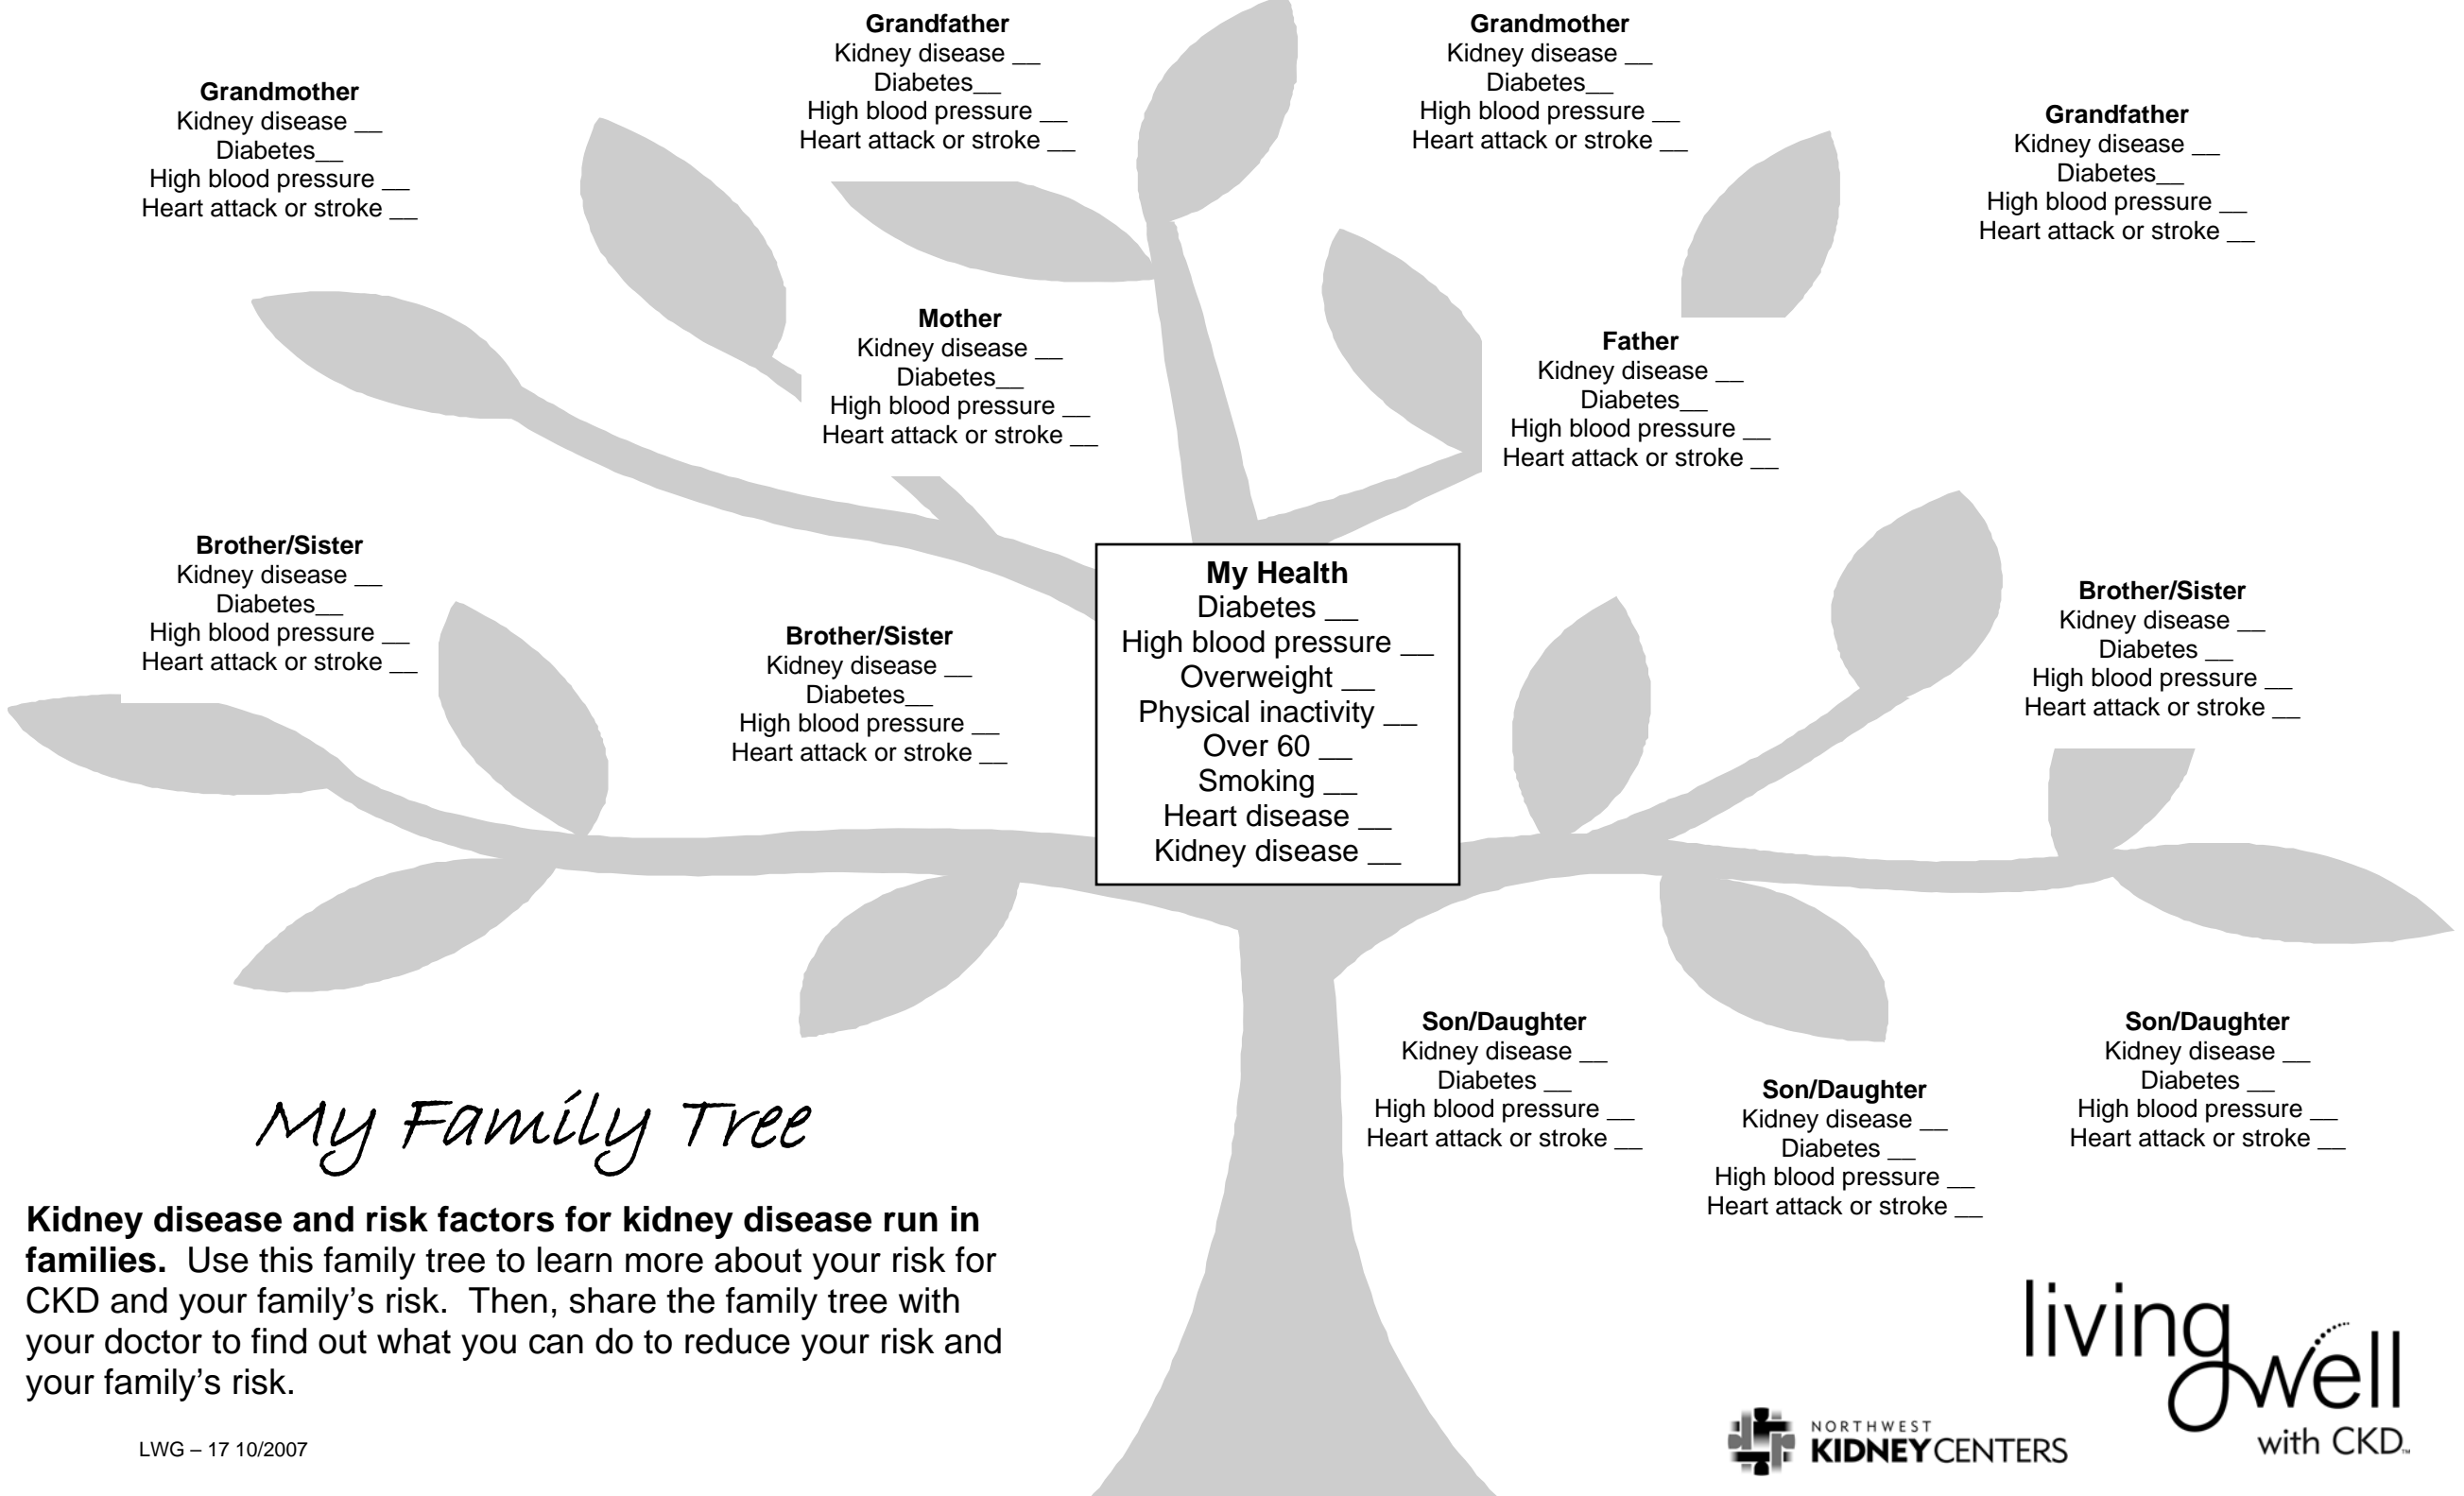 Grandfather
Kidney disease __
Diabetes__
High blood pressure __
Heart attack or stroke __
Grandmother
Kidney disease __
Diabetes__
High blood pressure __
Heart attack or stroke __
Grandmother
Kidney disease __
Diabetes__
High blood pressure __
Heart attack or stroke __
Grandfather
Kidney disease __
Diabetes__
High blood pressure __
Heart attack or stroke __
Mother
Kidney disease __
Diabetes__
High blood pressure __
Heart attack or stroke __
Father
Kidney disease __
Diabetes__
High blood pressure __
Heart attack or stroke __
Brother/Sister
Kidney disease __
Diabetes__
High blood pressure __
Heart attack or stroke __
Brother/Sister
Kidney disease __
Diabetes__
High blood pressure __
Heart attack or stroke __
My Health
Diabetes __
High blood pressure __
Overweight __
Physical inactivity __
Over 60 __
Smoking __
Heart disease __
Kidney disease __
Brother/Sister
Kidney disease __
Diabetes __
High blood pressure __
Heart attack or stroke __
Son/Daughter
Kidney disease __
Diabetes __
High blood pressure __
Heart attack or stroke __
Son/Daughter
Kidney disease __
Diabetes __
High blood pressure __
Heart attack or stroke __
Son/Daughter
Kidney disease __
Diabetes __
High blood pressure __
Heart attack or stroke __
My Family Tree
Kidney disease and risk factors for kidney disease run in
families.  Use this family tree to learn more about your risk for
CKD and your family’s risk.  Then, share the family tree with
your doctor to find out what you can do to reduce your risk and
your family’s risk.
LWG – 17 10/2007
NORTHWEST
KIDNEY CENTERS
living
well
with CKD™